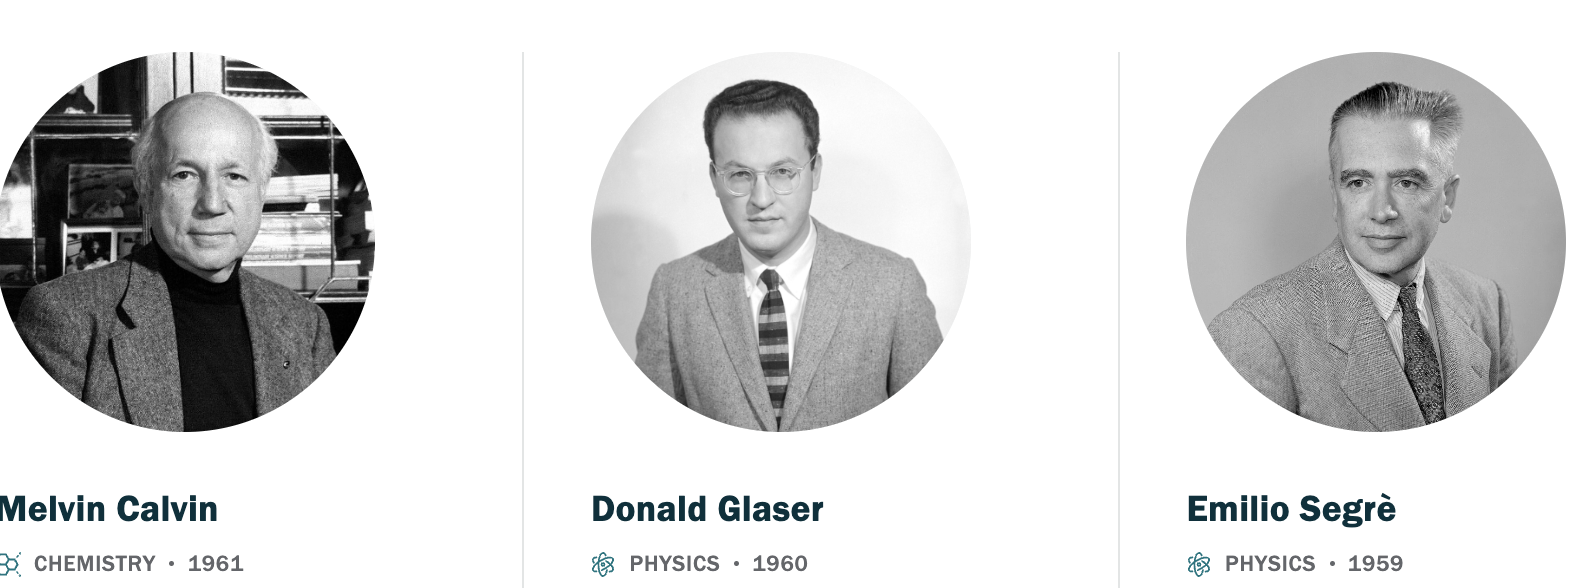 Melvin Calvin
CHEMISTRY • 1961
Donald Glaser
PHYSICS • 1960
Emilio Segrè
PHYSICS • 1959